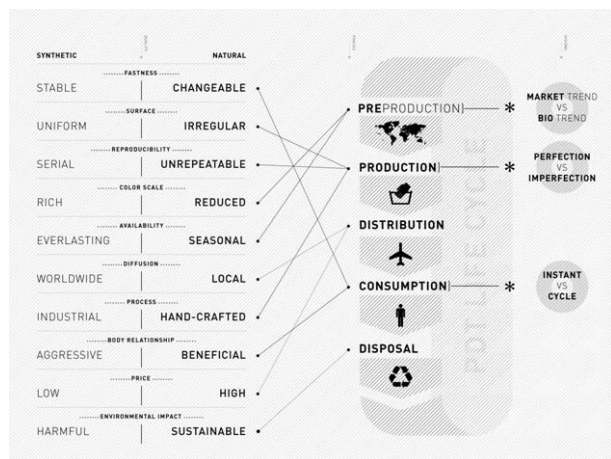 SYNTHETIC NATURAL
FASTNESS
STABLE CHANGEABLE
SURFACE
UNIFORM IRREGULAR
REPRODUCIBILITY
SERIAL UNREPEATABLE
COLOR SCALE
RICH REDUCED
AVAILABILITY
EVERLASTING SEASONAL
DIFFUSION
WORLDWIDE LOCAL
PROCESS
INDUSTRIAL HAND-CRAFTED
BODY RELATIONSHIP
AGGRESSIVE BENEFICIAL
PRICE
LOW HIGH
ENVIRONMENTAL IMPACT
HARMFUL SUSTAINABLE
PREPRODUCTION
PRODUCTION
DISTRIBUTION
CONSUMPTION
DISPOSAL
PDT LIFE CYCLE
MARKET TREND
VS
BIO TREND
PERFECTION
VS
IMPERFECTION
INSTANT
VS
CYCLE